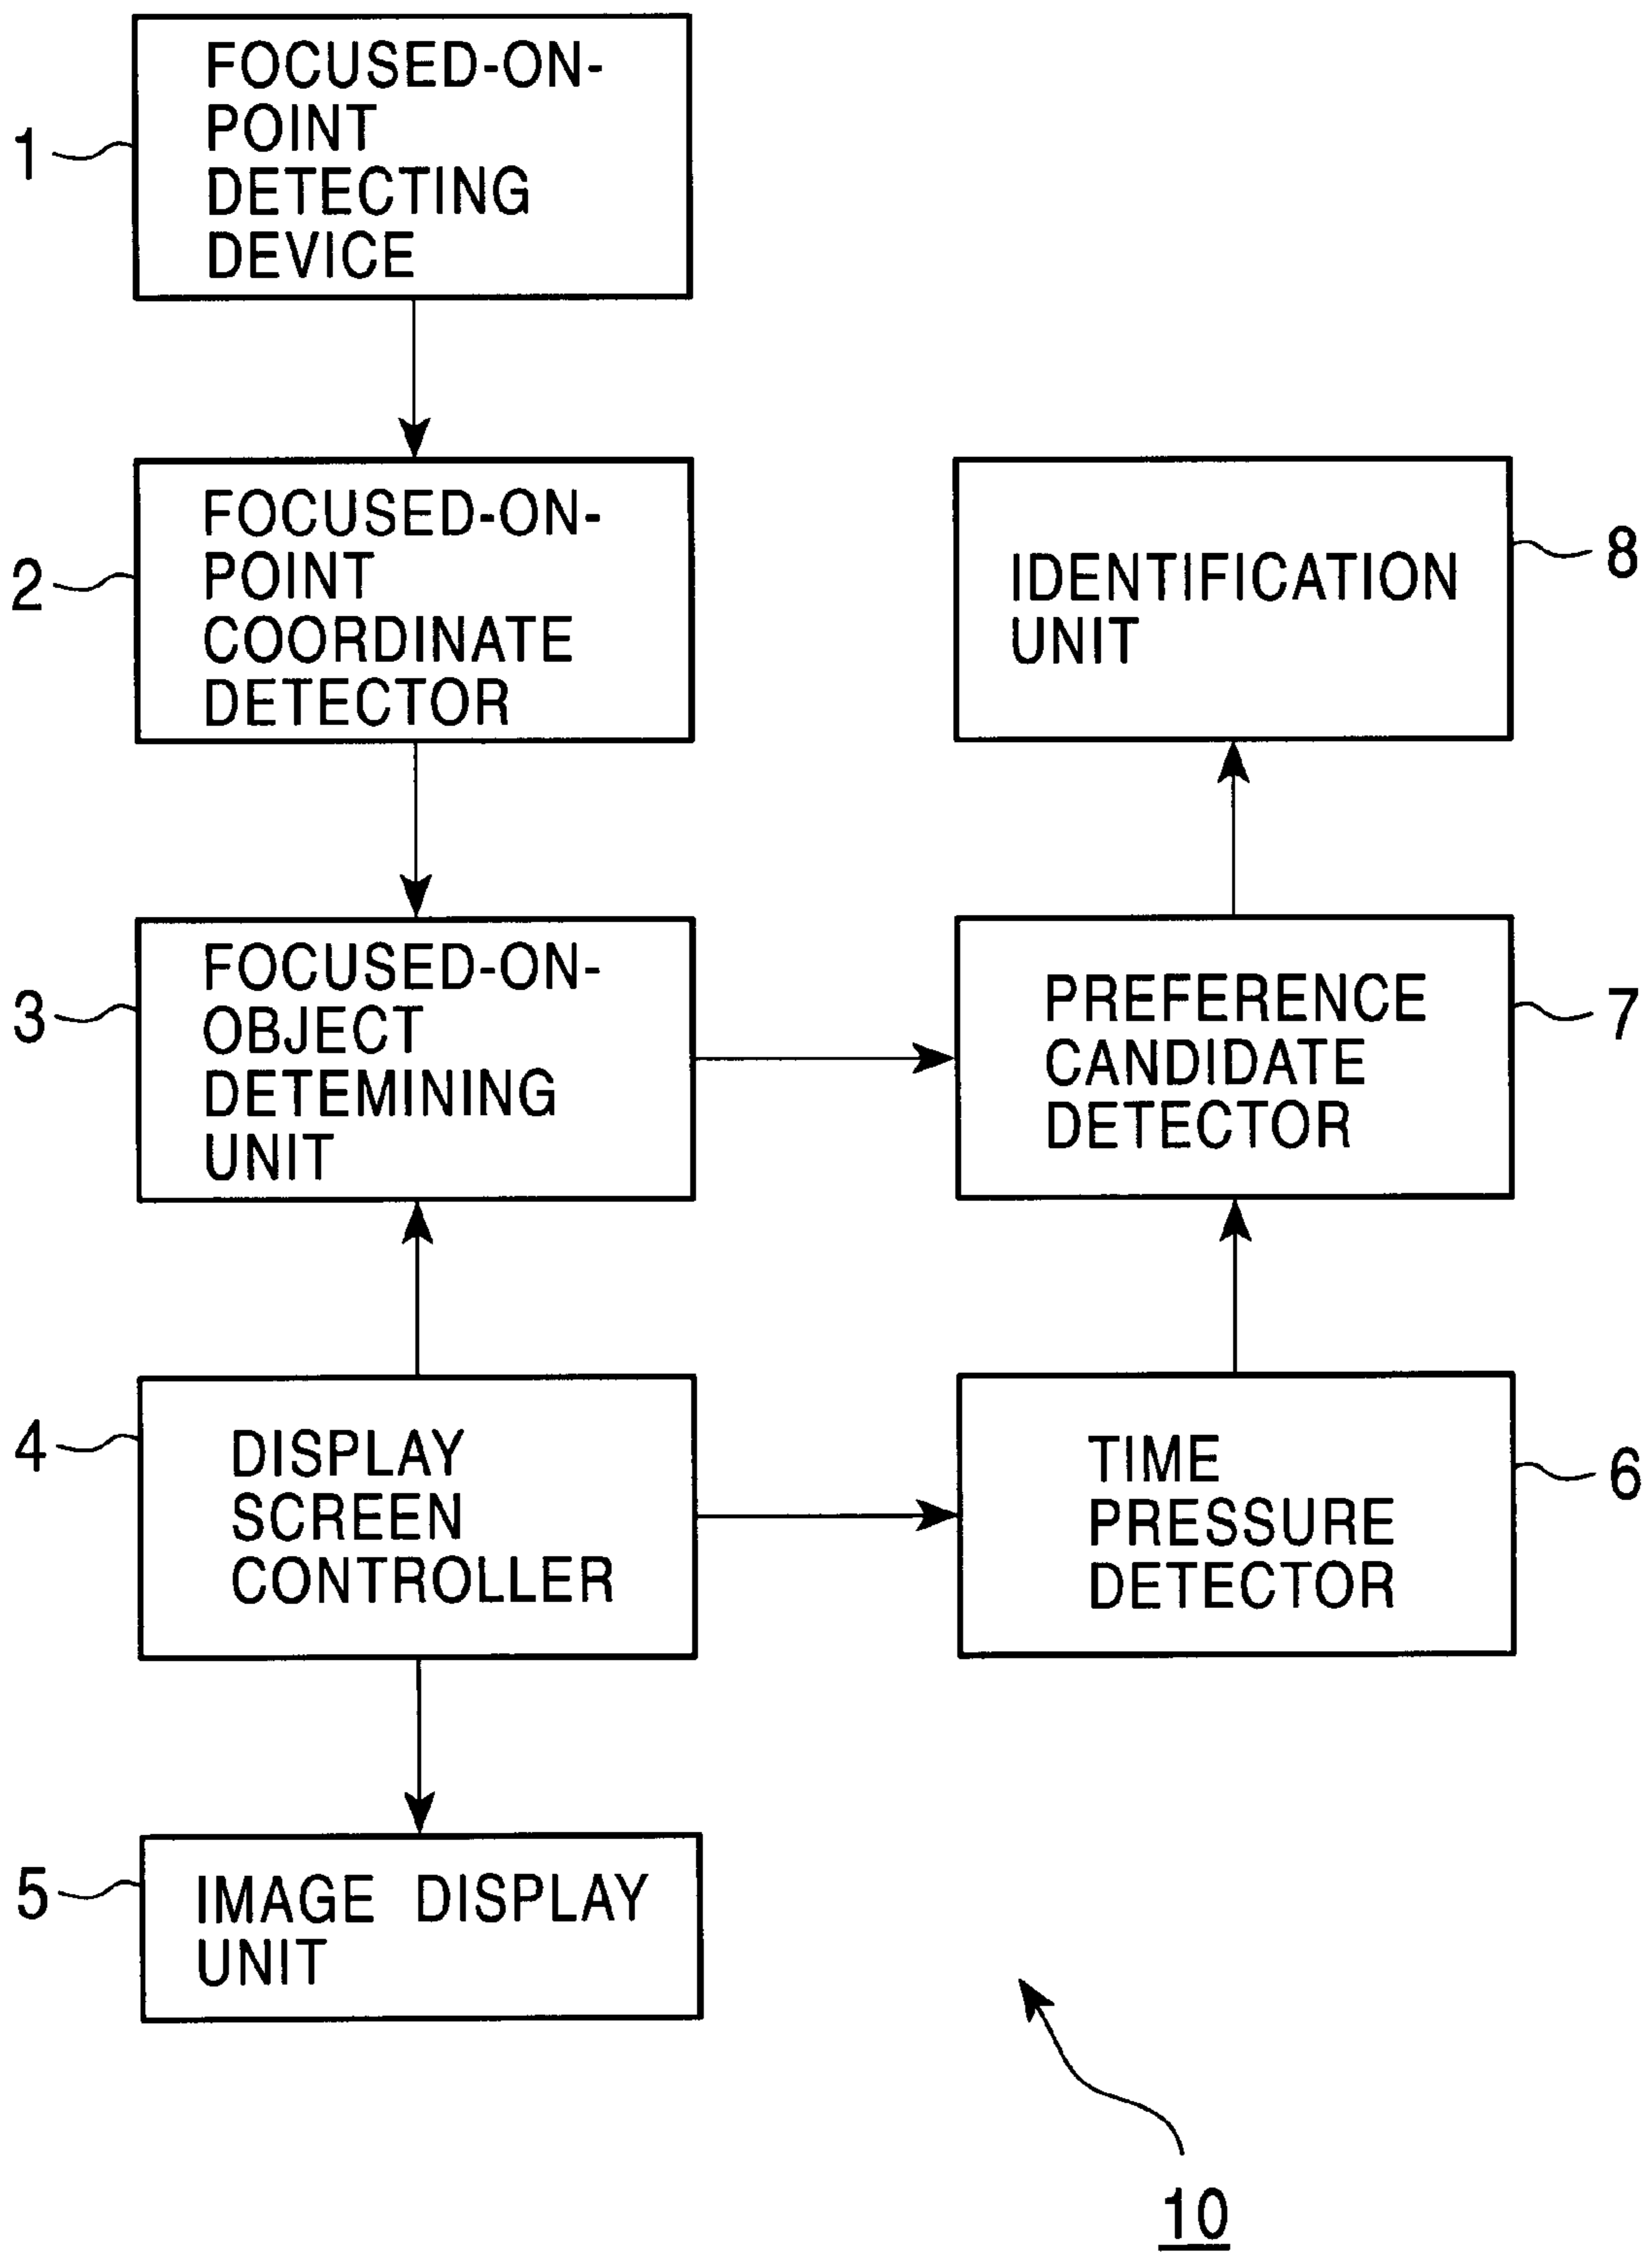 1
FOCUSED-ON-
POINT
DETECTING
DEVICE
2
FOCUSED-ON-
POINT
COORDINATE
DETECTOR
IDENTIFICATION
UNIT
8
3
FOCUSED-ON-
OBJECT
DETEMINING
UNIT
PREFERENCE
CANDIDATE
DETECTOR
7
4
DISPLAY
SCREEN
CONTROLLER
TIME
PRESSURE
DETECTOR
6
5
IMAGE DISPLAY
UNIT
10